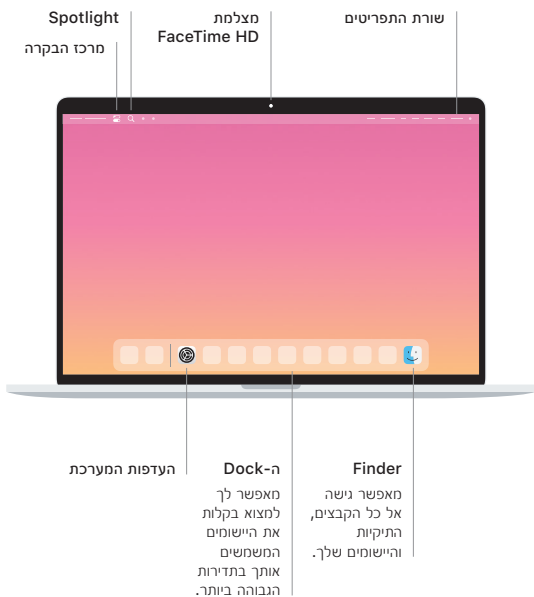 שורת התפריטים
מצלמת
FaceTime HD
Spotlight
מרכז הבקרה
Finder
מאפשר גישה
אל כל הקבצים,
התיקיות
והיישומים שלך.
ה-Dock
מאפשר לך
למצוא בקלות
את היישומים
המשמשים
אותך בתדירות
הגבוהה ביותר.
העדפות המערכת